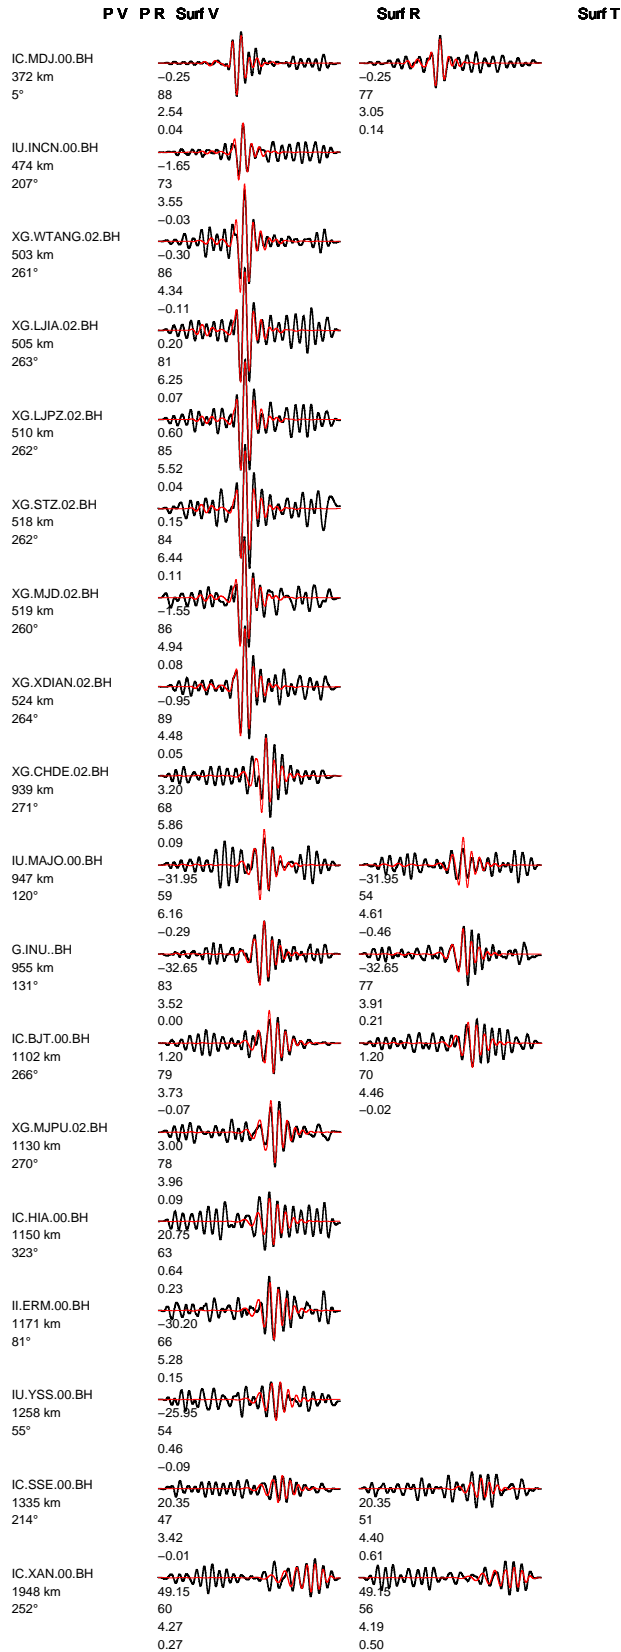 P V P R Surf V Surf R Surf T
IC.MDJ.00.BH
372 km −0.25 −0.25
5° 88 77
2.54 3.05
0.04 0.14
IU.INCN.00.BH
474 km −1.65
207° 73
3.55
−0.03
XG.WTANG.02.BH
503 km −0.30
261° 86
4.34
−0.11
XG.LJIA.02.BH
505 km 0.20
263° 81
6.25
0.07
XG.LJPZ.02.BH
510 km 0.60
262° 85
5.52
0.04
XG.STZ.02.BH
518 km 0.15
262° 84
6.44
0.11
XG.MJD.02.BH
519 km −1.55
260° 86
4.94
0.08
XG.XDIAN.02.BH
524 km −0.95
264° 89
4.48
0.05
XG.CHDE.02.BH
939 km 3.20
271° 68
5.86
0.09
IU.MAJO.00.BH
947 km −31.95 −31.95
120° 59 54
6.16 4.61
−0.29 −0.46
G.INU..BH
955 km −32.65 −32.65
131° 83 77
3.52 3.91
0.00 0.21
IC.BJT.00.BH
1102 km 1.20 1.20
266° 79 70
3.73 4.46
−0.07 −0.02
XG.MJPU.02.BH
1130 km 3.00
270° 78
3.96
0.09
IC.HIA.00.BH
1150 km 20.75
323° 63
0.64
0.23
II.ERM.00.BH
1171 km −30.20
81° 66
5.28
0.15
IU.YSS.00.BH
1258 km −25.95
55° 54
0.46
−0.09
IC.SSE.00.BH
1335 km 20.35 20.35
214° 47 51
3.42 4.40
−0.01 0.61
IC.XAN.00.BH
1948 km 49.15 49.15
252° 60 56
4.27 4.19
0.27 0.50